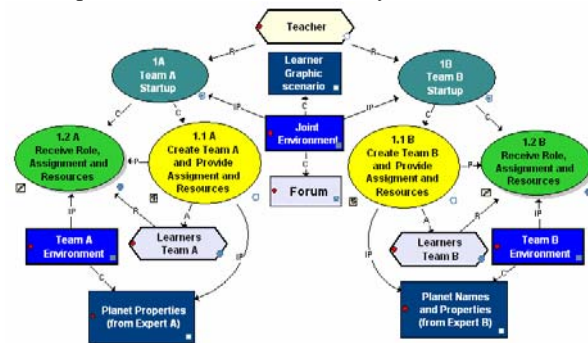 Teacher
R
R
1A
Team A
Startup
Learner
Graphic
scenario
1B
Team B
Startup
C
C
IP
C
IP
C
C
1.2 A
Receive Role,
Assignment and
Resources
1.1 A
Create Team A
and Provide
Assigment and
Resources
Joint
Environment
1.1 B
Create Team B
and Provide
Assigment and
Resources
1.2 B
Receive Role,
Assignment and
Resources
P
P
C
Forum
IP
R
A
A
R
IP
Team A
Environment
Learners
Team A
IP
IP
Learners
Team B
Team B
Environment
C
C
Planet Properties
(from Expert A)
Planet Names
and Properties
(from Expert B)